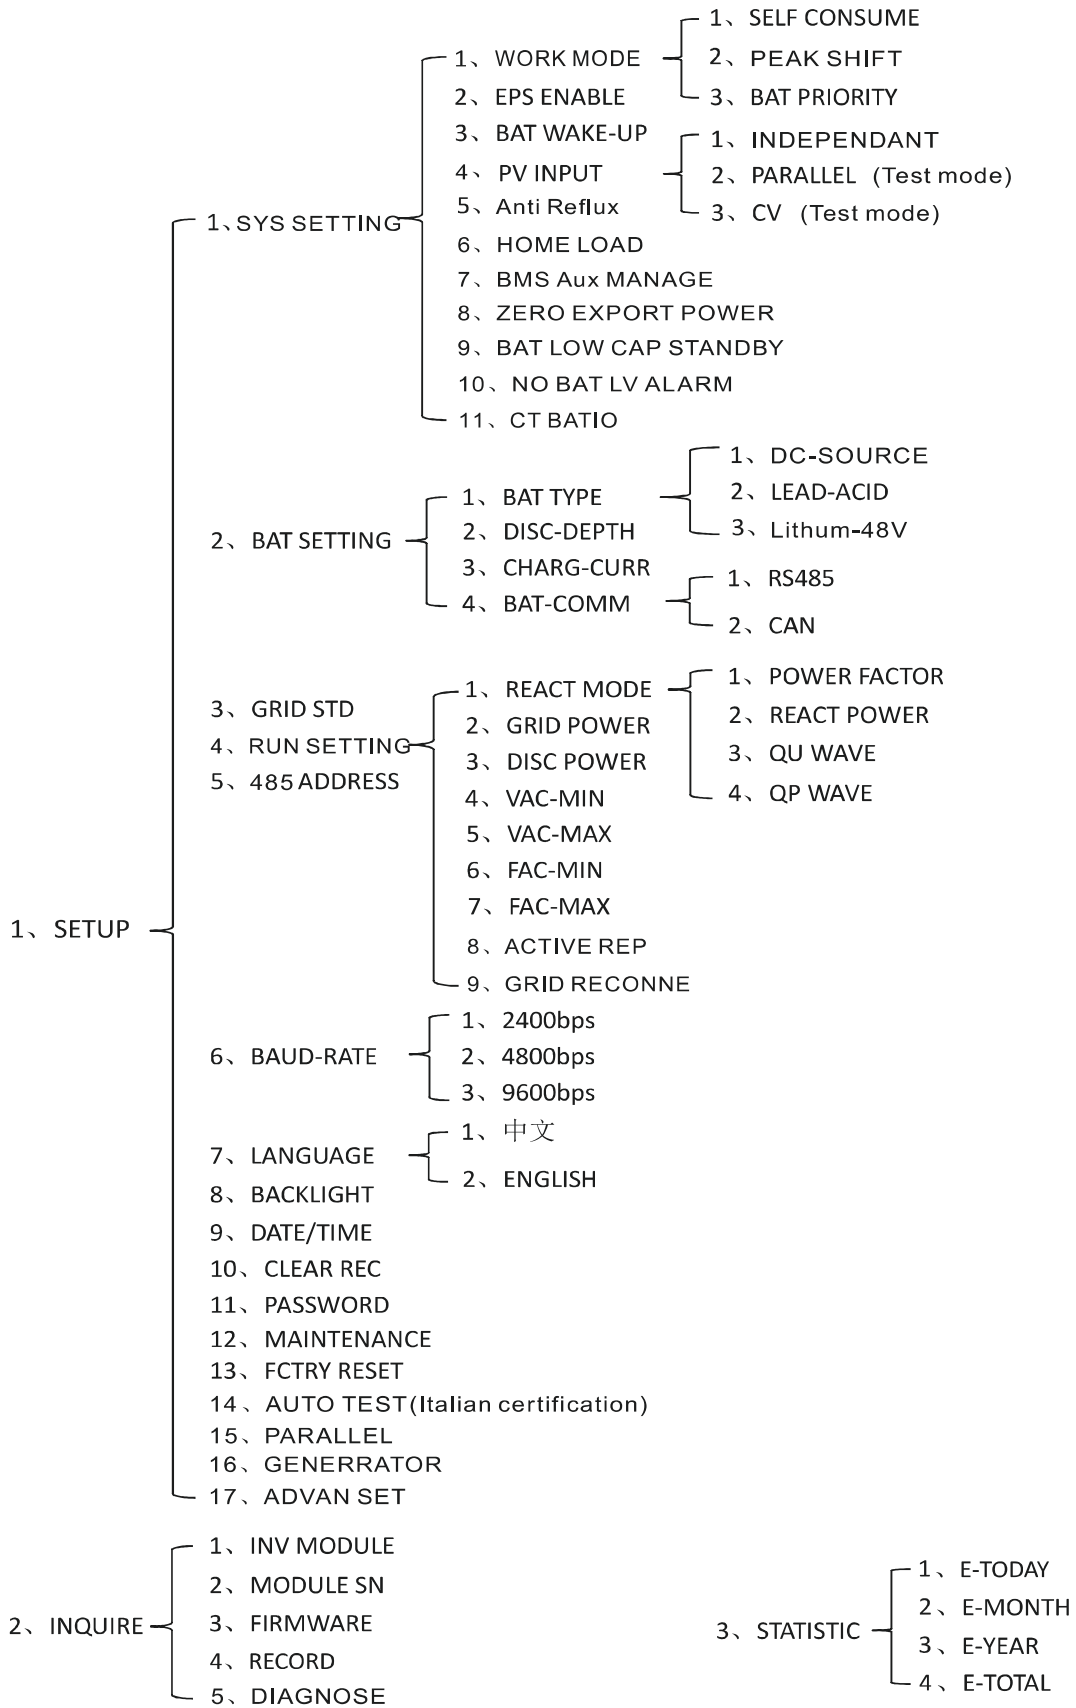 1、SETUP
1、SYS SETTING
1、WORK MODE
1、SELF CONSUME
2、PEAK SHIFT
3、BAT PRIORITY
2、EPS ENABLE
3、BAT WAKE-UP
4、PV INPUT
1、INDEPENDANT
2、PARALLEL (Test mode)
3、CV (Test mode)
5、Anti Reflux
6、HOME LOAD
7、BMS Aux MANAGE
8、ZERO EXPORT POWER
9、BAT LOW CAP STANDBY
10、NO BAT LV ALARM
11、CT BATIO
2、BAT SETTING
1、BAT TYPE
1、DC-SOURCE
2、LEAD-ACID
3、Lithum-48V
2、DISC-DEPTH
3、CHARG-CURR
4、BAT-COMM
1、RS485
2、CAN
3、GRID STD
4、RUN SETTING
1、REACT MODE
1、POWER FACTOR
2、REACT POWER
3、QU WAVE
4、QP WAVE
2、GRID POWER
3、DISC POWER
4、VAC-MIN
5、VAC-MAX
6、FAC-MIN
7、FAC-MAX
8、ACTIVE REP
9、GRID RECONNE
5、485 ADDRESS
6、BAUD-RATE
1、2400bps
2、4800bps
3、9600bps
7、LANGUAGE
1、中文
2、ENGLISH
8、BACKLIGHT
9、DATE/TIME
10、CLEAR REC
11、PASSWORD
12、MAINTENANCE
13、FCTRY RESET
14、AUTO TEST(Italian certification)
15、PARALLEL
16、GENERRATOR
17、ADVAN SET
2、INQUIRE
1、INV MODULE
2、MODULE SN
3、FIRMWARE
4、RECORD
5、DIAGNOSE
3、STATISTIC
1、E-TODAY
2、E-MONTH
3、E-YEAR
4、E-TOTAL